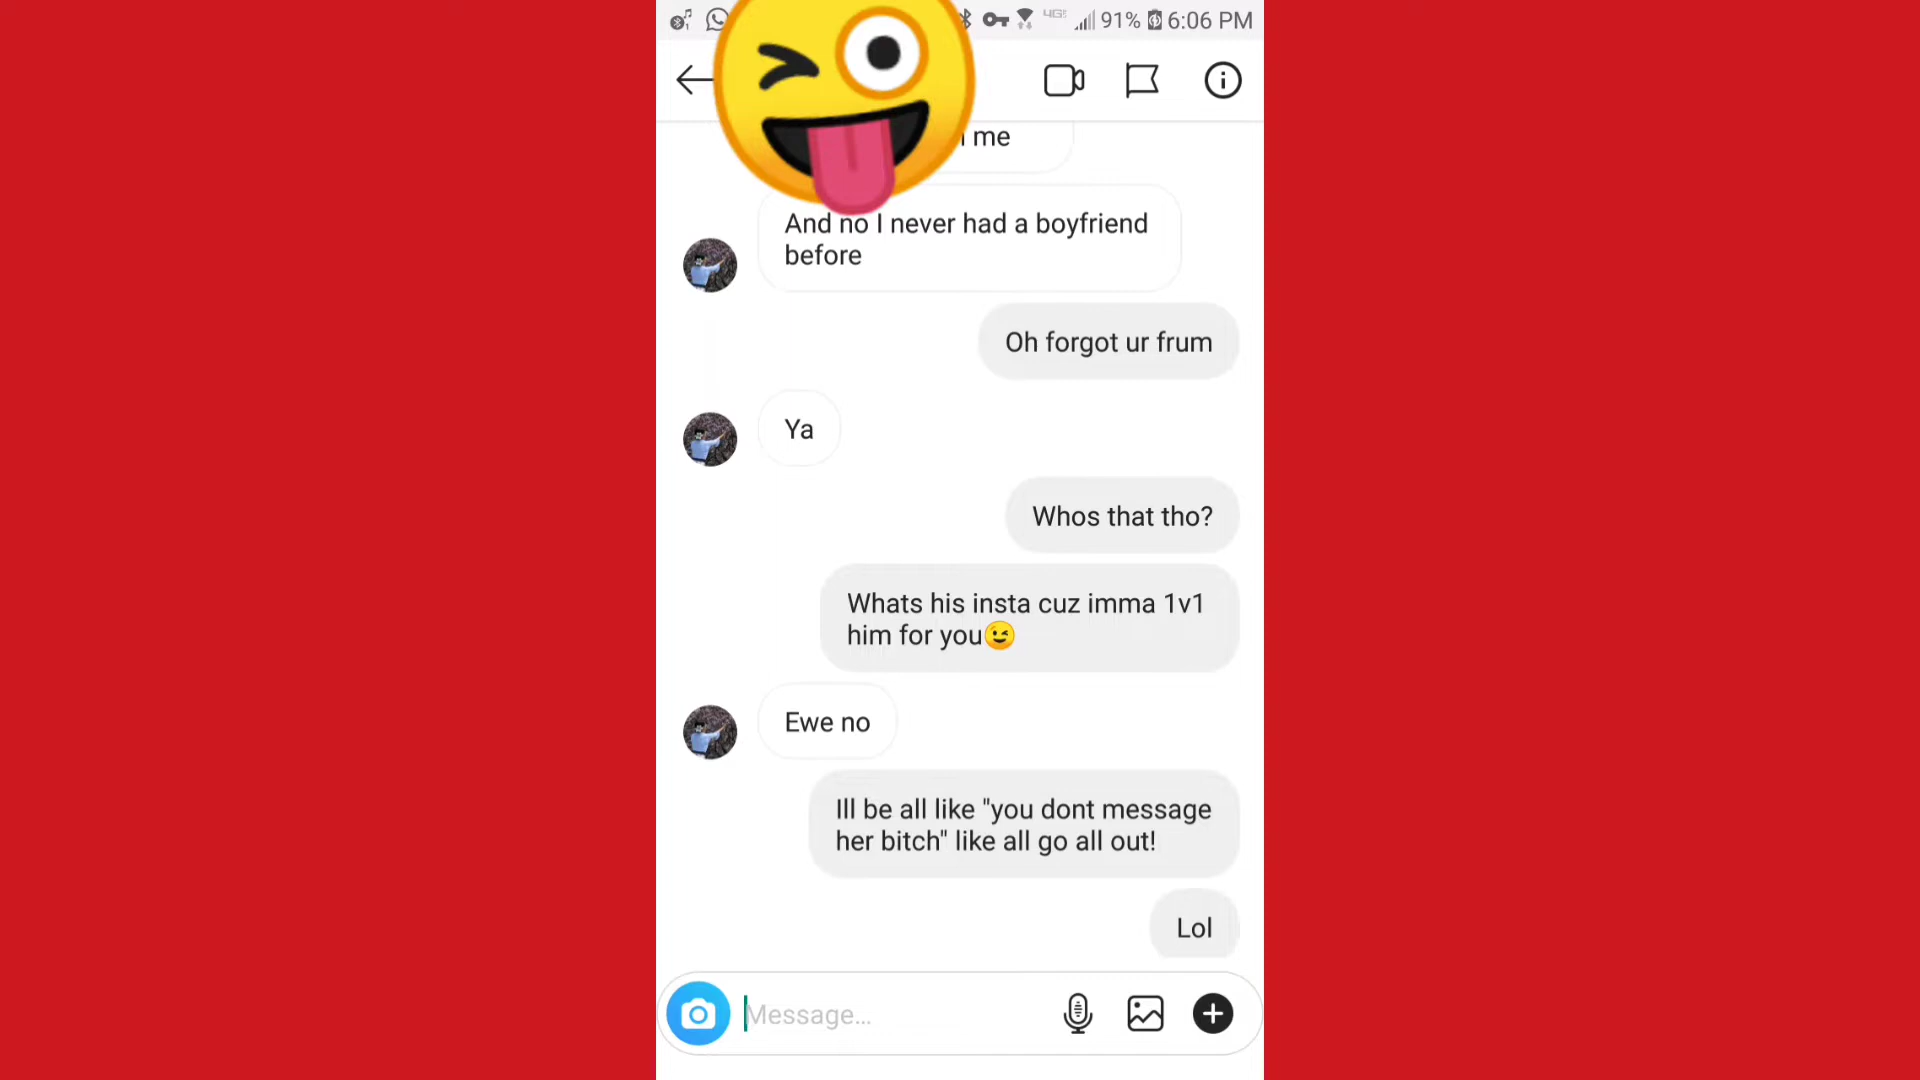 91% 6:06 PM
me
And no I never had a boyfriend
before
Oh forgot ur frum
Ya
Whos that tho?
Whats his insta cuz imma 1v1
him for you😉
Ewe no
Ill be all like "you dont message
her bitch" like all go all out!
Lol
Message...